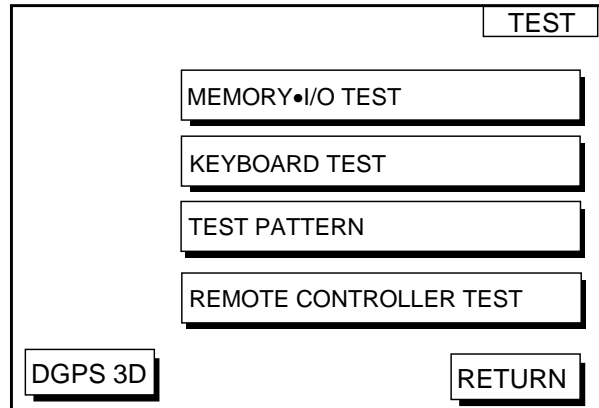 TEST
MEMORY•I/O TEST
KEYBOARD TEST
TEST PATTERN
REMOTE CONTROLLER TEST
DGPS 3D
RETURN